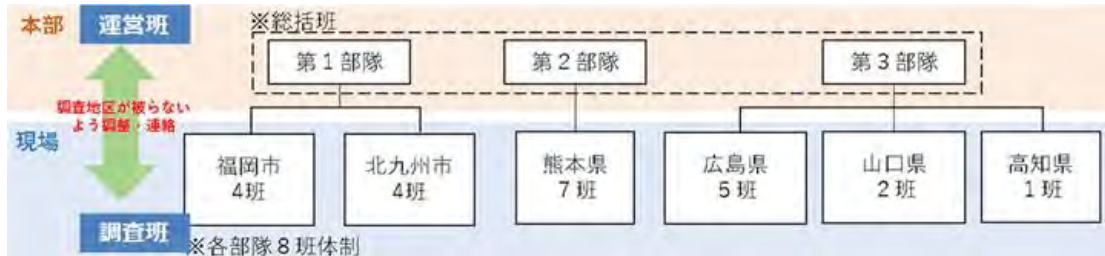 本部
運営班
※総括班
第1部隊
第2部隊
第3部隊
調査地区が被らない
よう調整・連絡
現場
福岡市
4班
北九州市
4班
熊本県
7班
広島県
5班
山口県
2班
高知県
1班
調査班
※各部隊8班体制